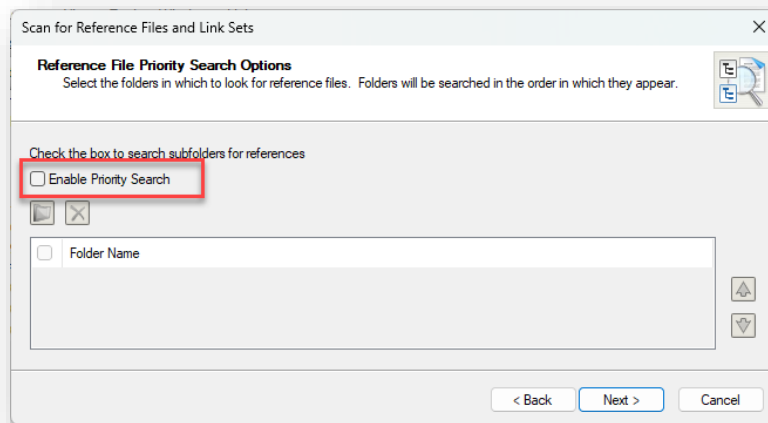 Scan for Reference Files and Link Sets
Reference File Priority Search Options
Select the folders in which to look for reference files. Folders will be searched in the order in which they appear.
Check the box to search subfolders for references
Enable Priority Search
Folder Name
< Back
Next >
Cancel